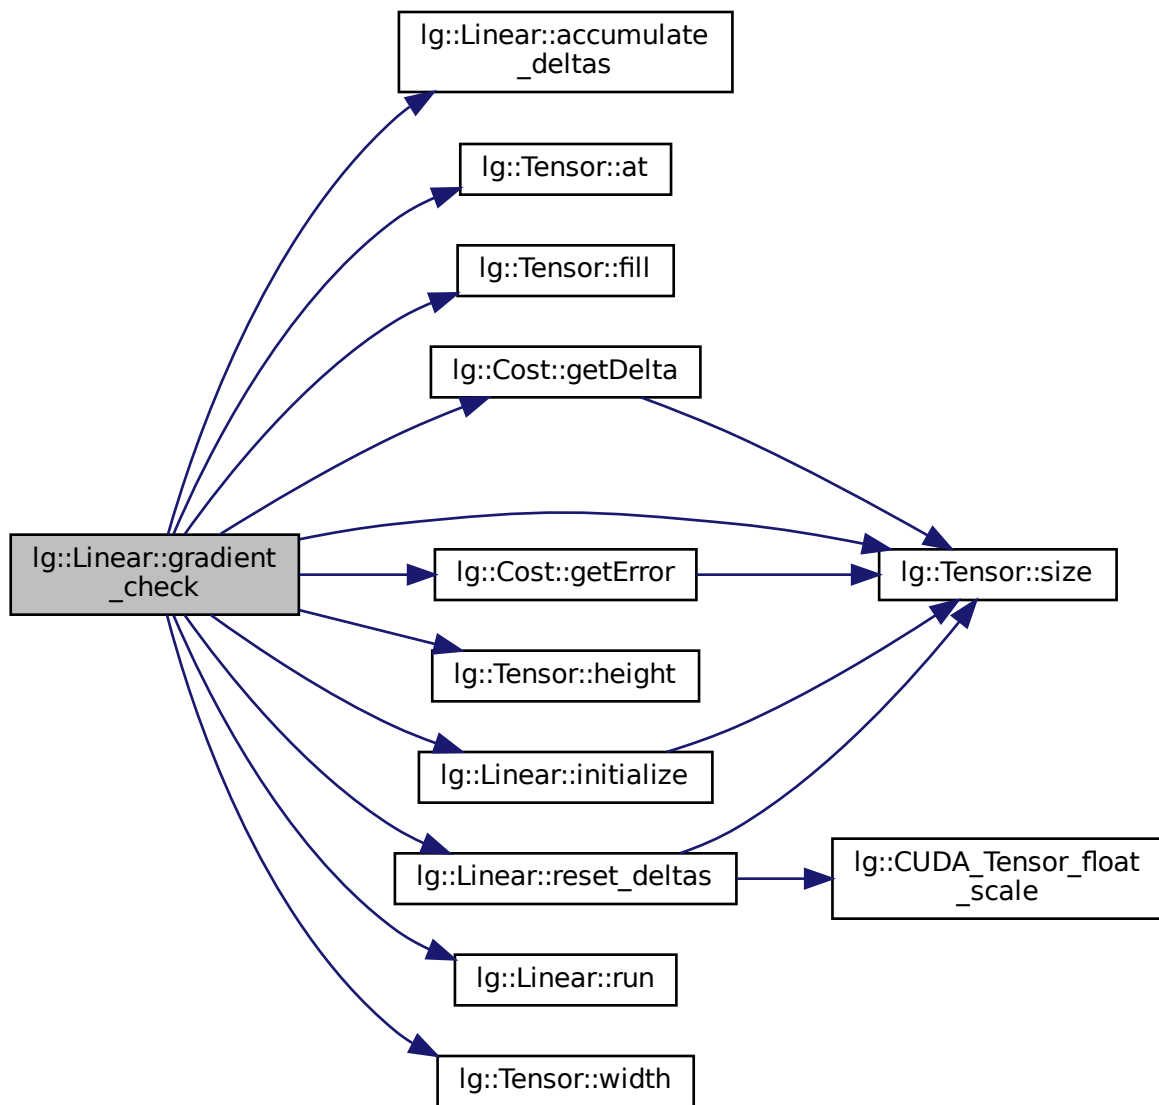 lg::Linear::accumulate
_deltas
lg::Tensor::at
lg::Tensor::fill
lg::Cost::getDelta
lg::Linear::gradient
_check
lg::Cost::getError
lg::Tensor::size
lg::Tensor::height
lg::Linear::initialize
lg::Linear::reset_deltas
lg::CUDA_Tensor_float
_scale
lg::Linear::run
lg::Tensor::width